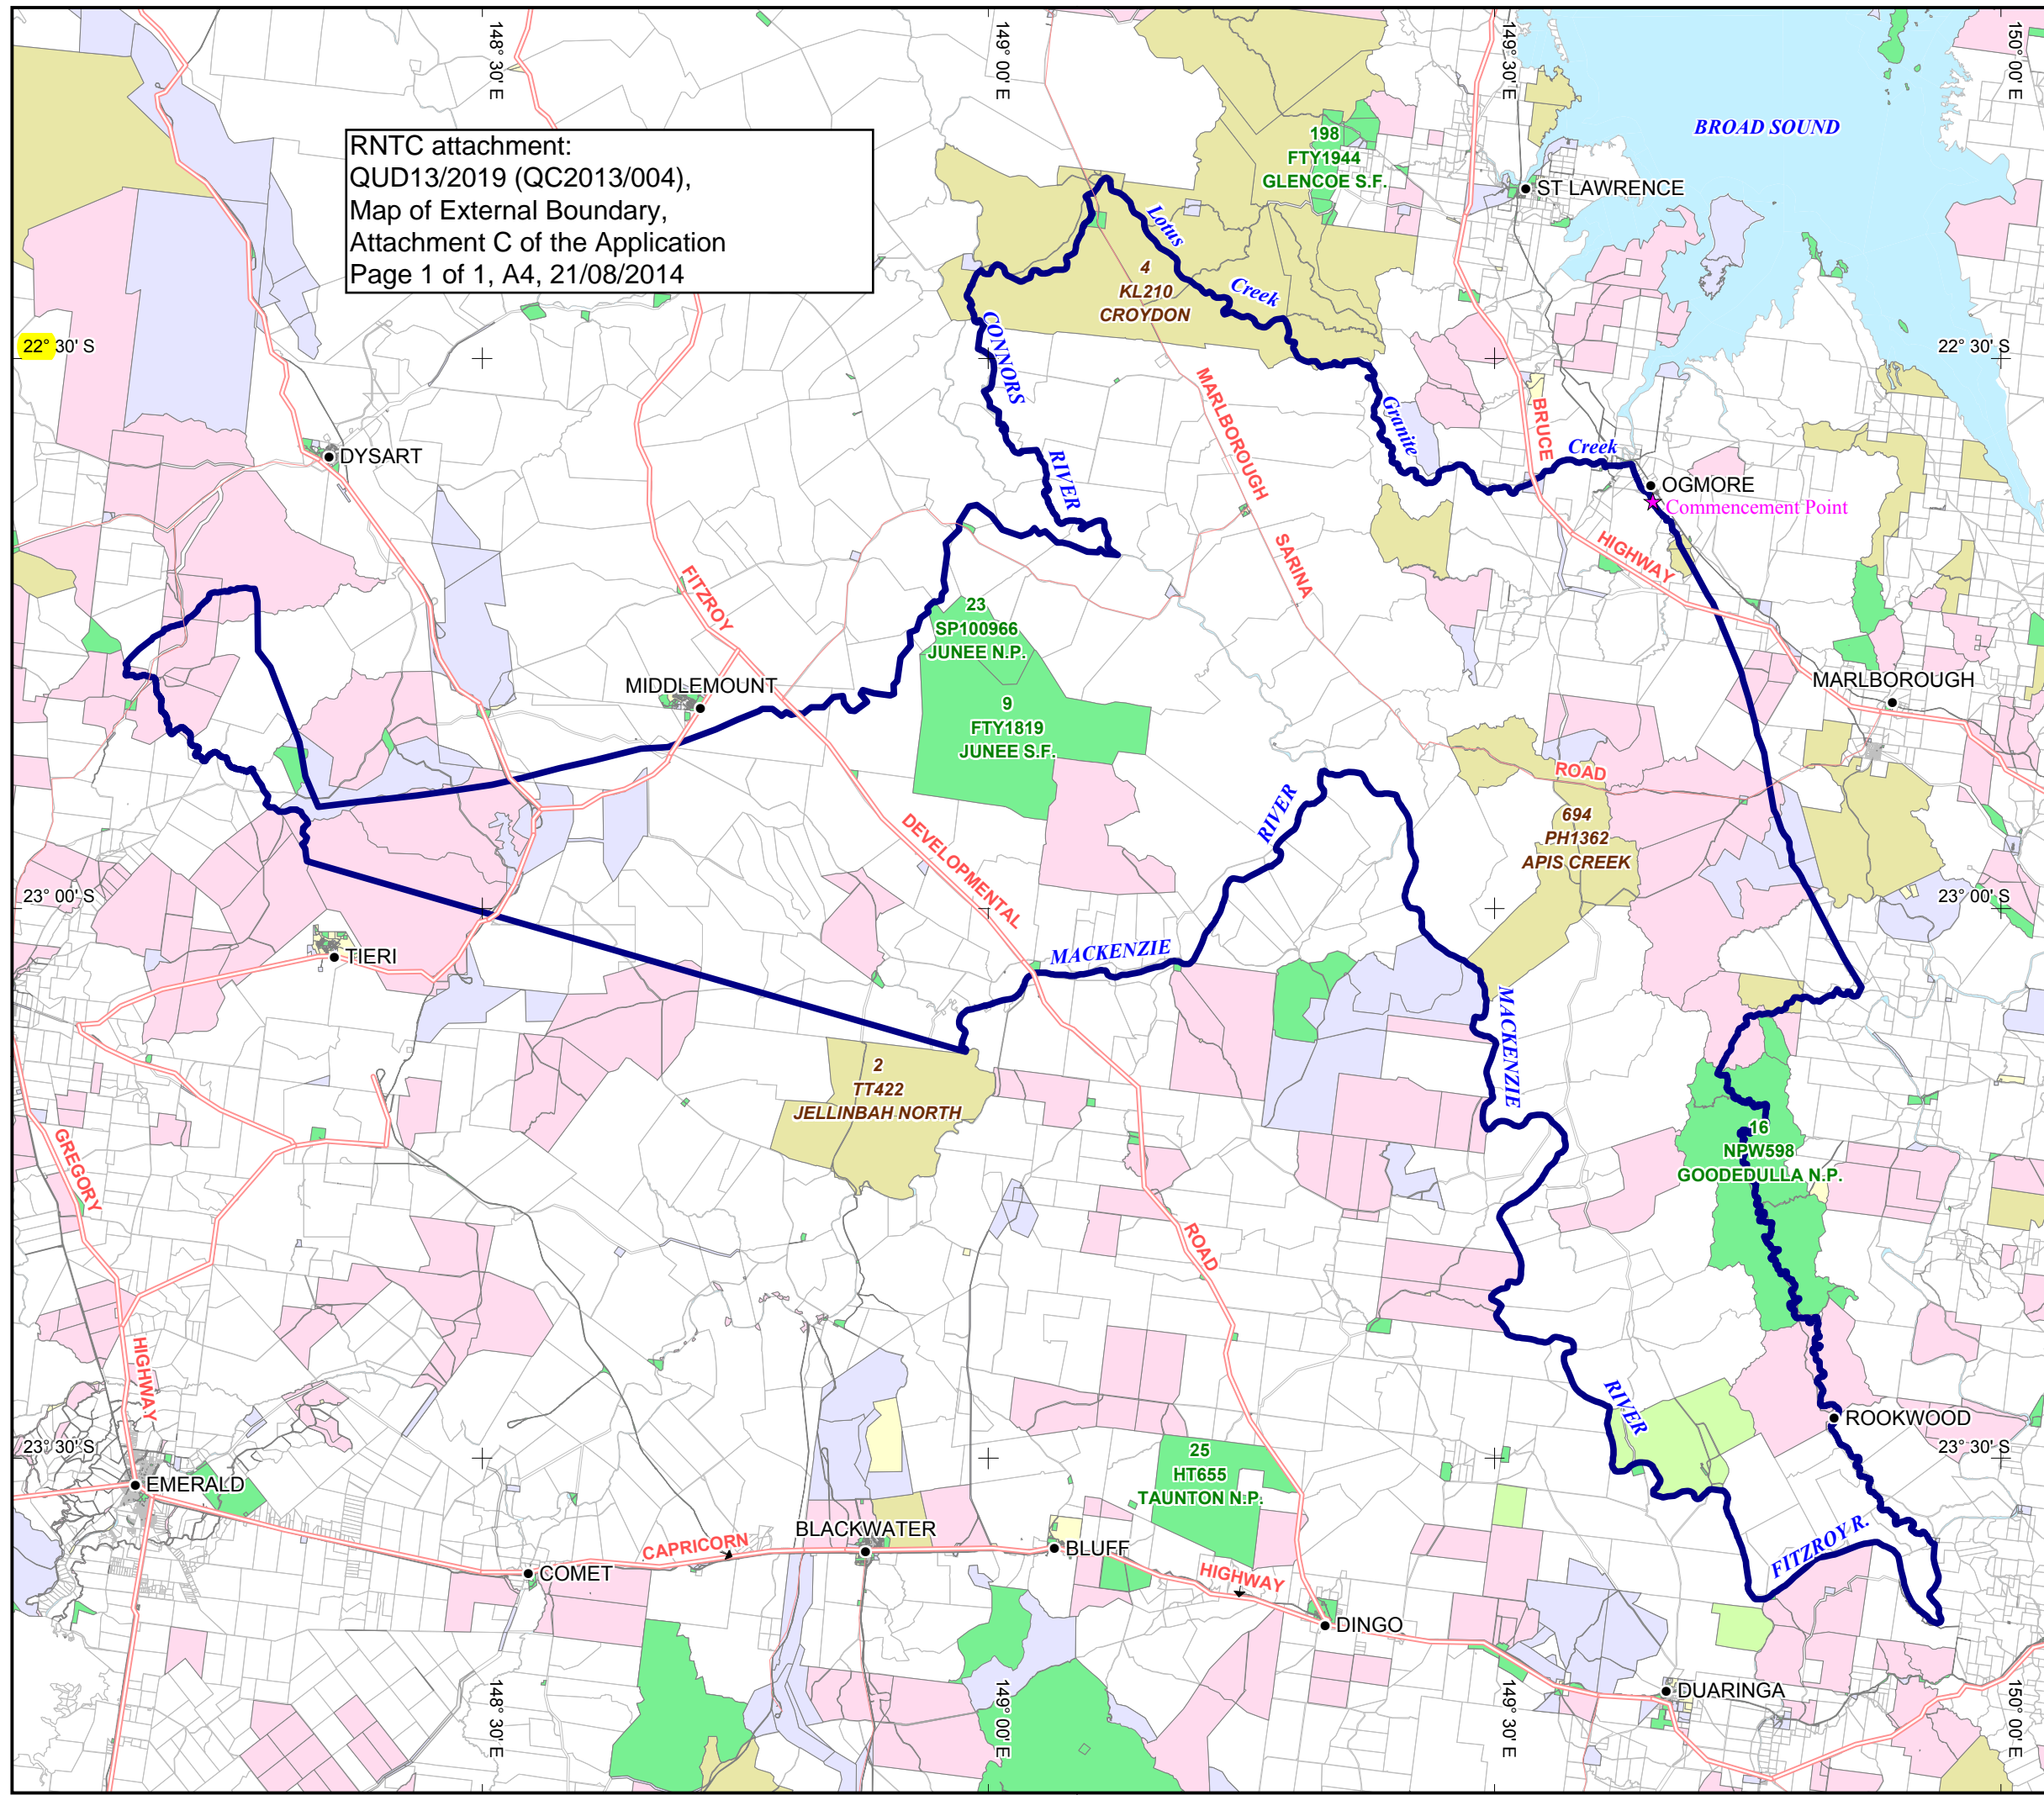 148° 30' E
149° 00' E
149° 30' E
150° 00' E
RNTC attachment:
QUD13/2019 (QC2013/004),
Map of External Boundary,
Attachment C of the Application
Page 1 of 1, A4, 21/08/2014
BROAD SOUND
198
FTY1944
GLENCOE S.F.
ST LAWRENCE
Lotus
Creek
4
KL210
CROYDON
CONNORS
RIVER
22° 30' S
22° 30' S
MARLBOROUGH
SARINA
ROAD
Granite
Creek
BRUCE
HIGHWAY
DYSART
OGMORE
Commencement Point
FITZROY
DEVELOPMENTAL
ROAD
23
SP100966
JUNEE N.P.
MIDDLEMOUNT
9
FTY1819
JUNEE S.F.
MARLBOROUGH
694
PH1362
APIS CREEK
RIVER
23° 00' S
23° 00' S
TIERI
MACKENZIE
MACKENZIE
2
TT422
JELLINBAH NORTH
16
NPW598
GOODEDULLA N.P.
GREGORY
HIGHWAY
RIVER
ROOKWOOD
23° 30' S
23° 30' S
25
HT655
TAUNTON N.P.
EMERALD
BLACKWATER
BLUFF
CAPRICORN
HIGHWAY
COMET
FITZROY R.
DINGO
DUARINGA
148° 30' E
149° 00' E
149° 30' E
150° 00' E